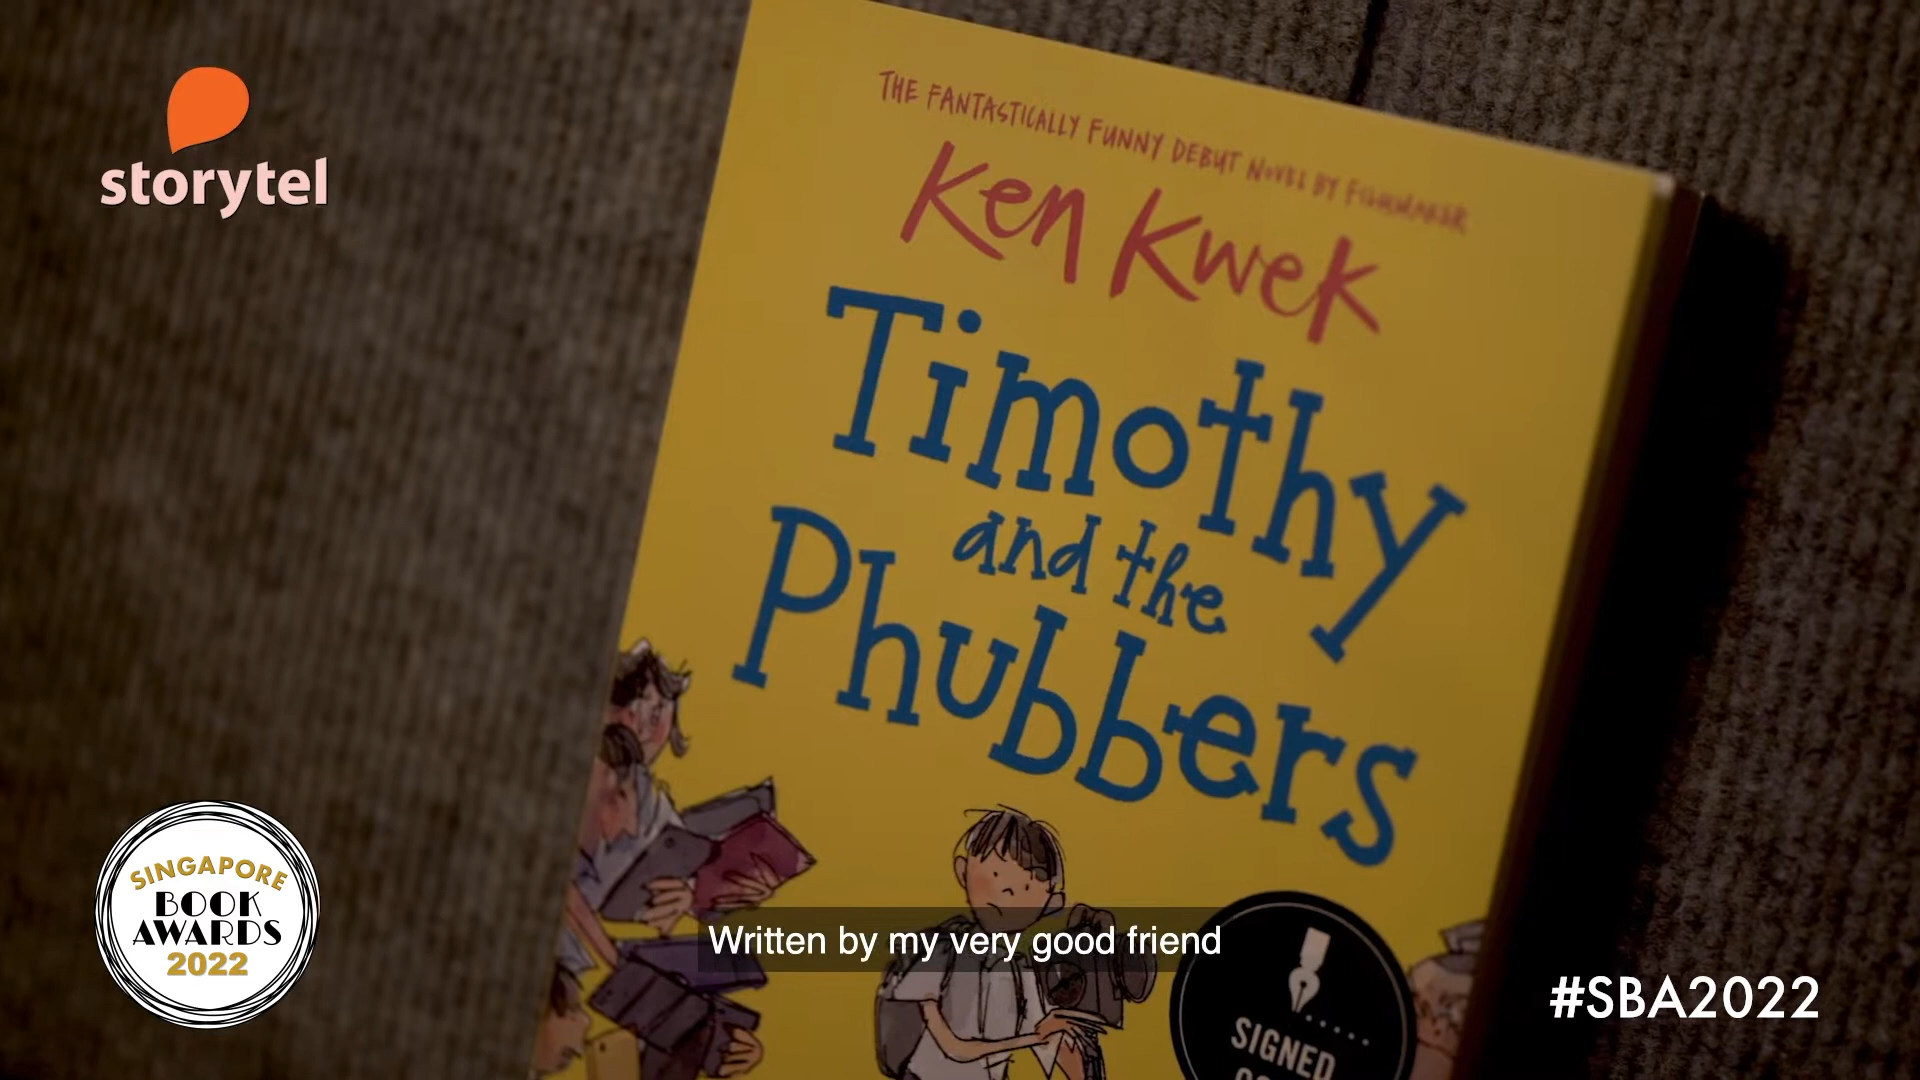 storytel
THE FANTASTICALLY FUNNY DEBUT NOVEL BY FILMMAKER
Ken Kwek
Timothy
and the
Phubbers
SINGAPORE
BOOK
AWARDS
2022
Written by my very good friend
SIGNED
#SBA2022